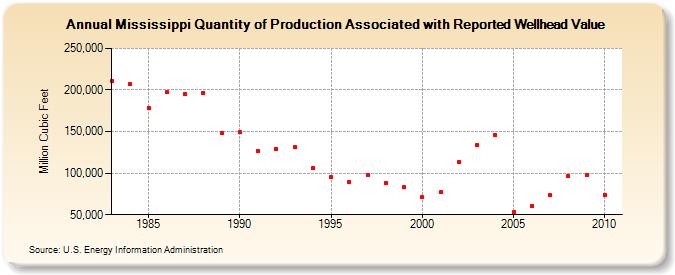 Annual Mississippi Quantity of Production Associated with Reported Wellhead Value
Million Cubic Feet
250,000
200,000
150,000
100,000
50,000
1985 1990 1995 2000 2005 2010
Source: U.S. Energy Information Administration